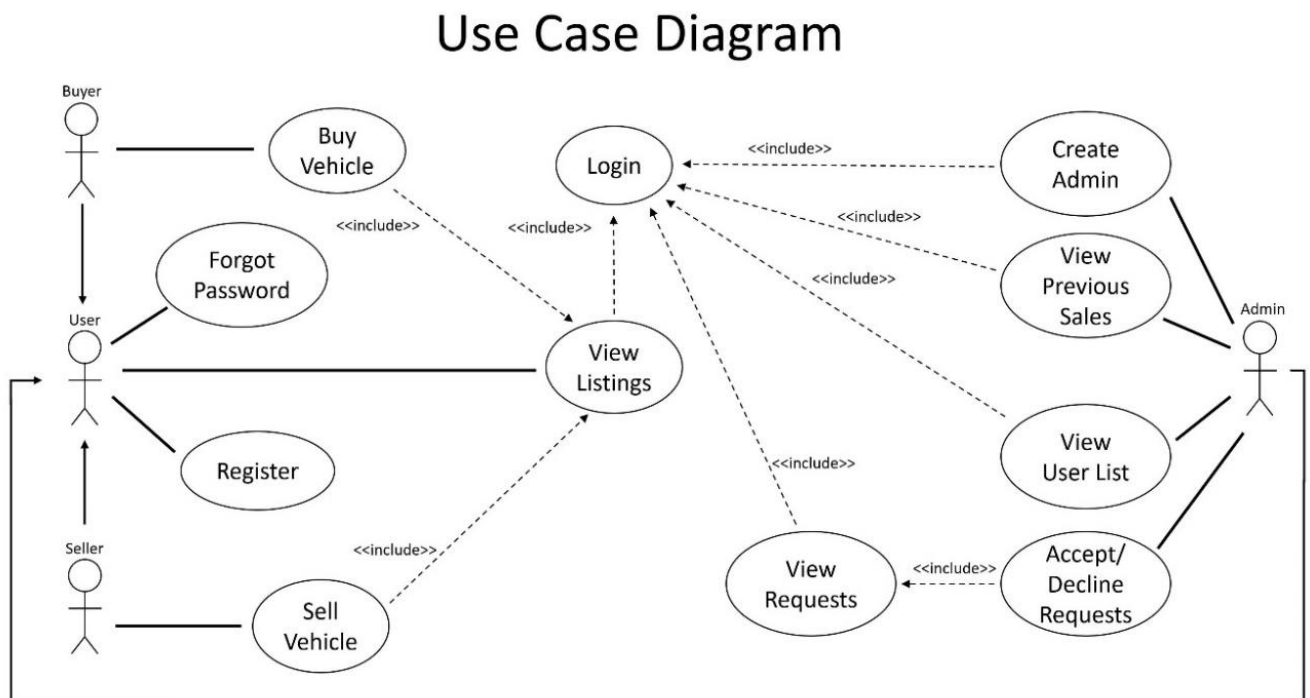 Use Case Diagram
Buyer
Buy
Vehicle
Login
<<include>>
Create
Admin
<<include>>
<<include>>
<<include>>
Forgot
Password
View
Previous
Sales
<<include>>
User
Admin
View
Listings
Register
View
User List
<<include>>
Seller
<<include>>
Sell
Vehicle
View
Requests
<<include>>
Accept/
Decline
Requests